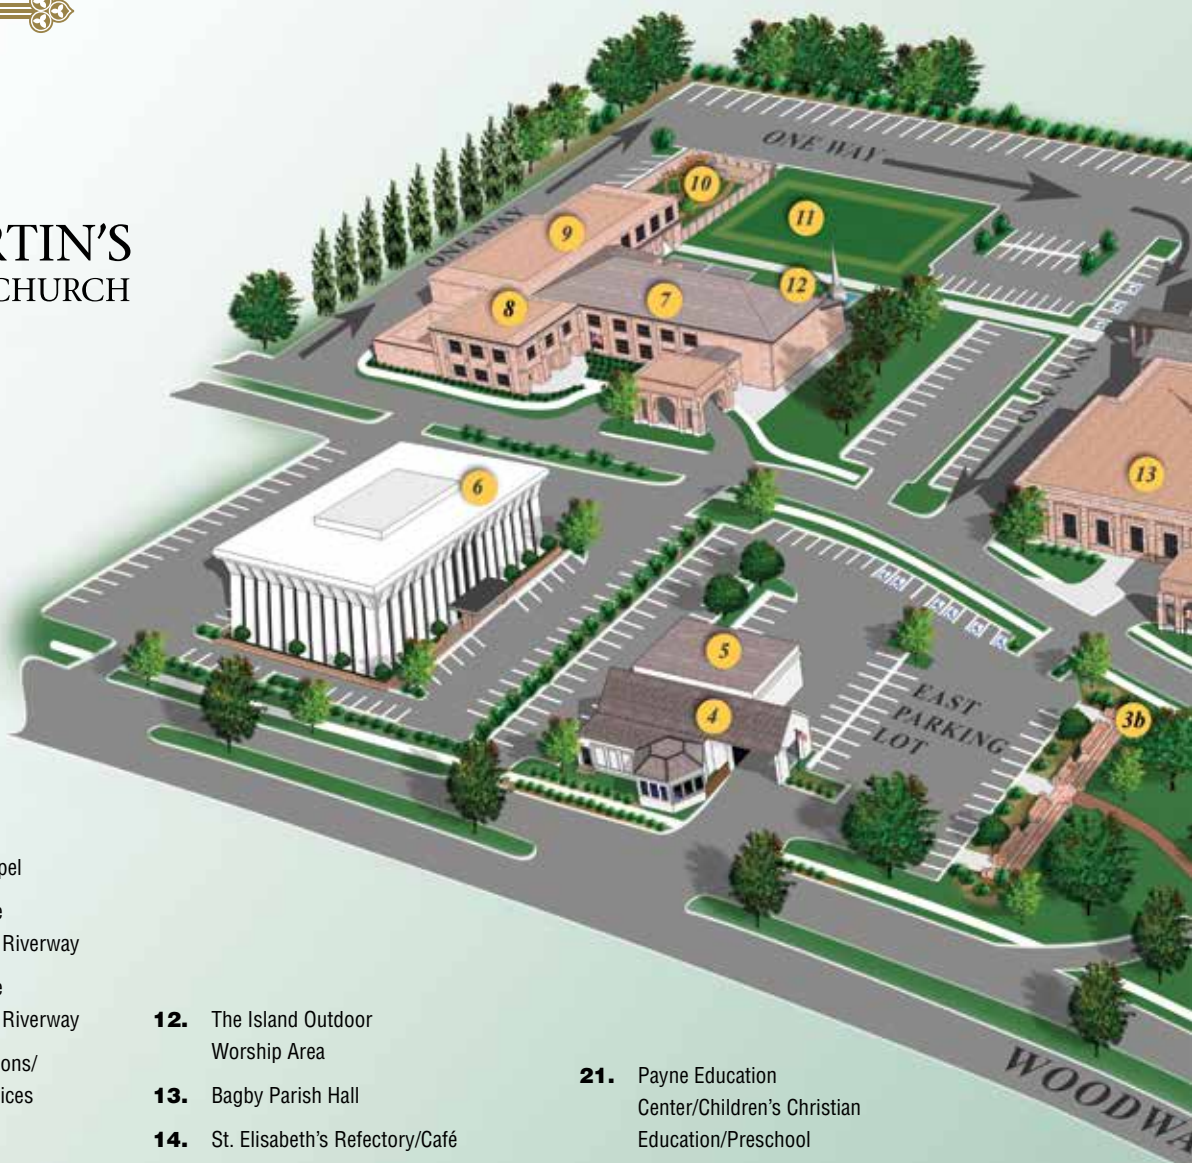 RTIN'S
CHURCH
ONE WAY
ONE WAY
ONE WAY
10
9
11
12
7
8
13
6
5
4
3b
EAST
PARKING
LOT
WOODWA
pel
e
Riverway
e
Riverway
ons/
ices
12. The Island Outdoor
Worship Area
13. Bagby Parish Hall
14. St. Elisabeth's Refectory/Café
21. Payne Education
Center/Children's Christian
Education/Preschool